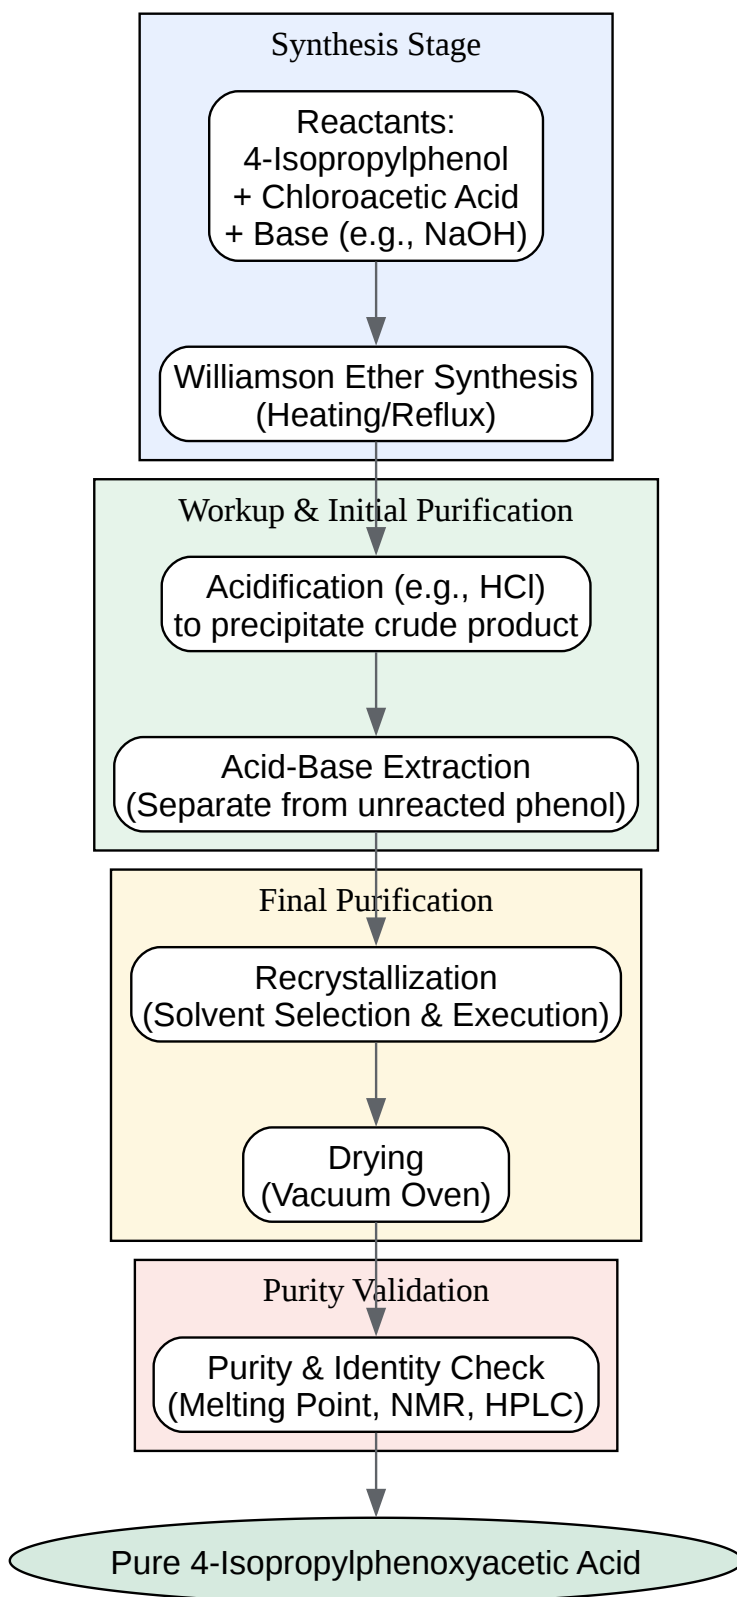 Synthesis Stage
Reactants:
4-Isopropylphenol
+ Chloroacetic Acid
+ Base (e.g., NaOH)
Williamson Ether Synthesis
(Heating/Reflux)
Workup & Initial Purification
Acidification (e.g., HCl)
to precipitate crude product
Acid-Base Extraction
(Separate from unreacted phenol)
Final Purification
Recrystallization
(Solvent Selection & Execution)
Drying
(Vacuum Oven)
Purity Validation
Purity & Identity Check
(Melting Point, NMR, HPLC)
Pure 4-Isopropylphenoxyacetic Acid